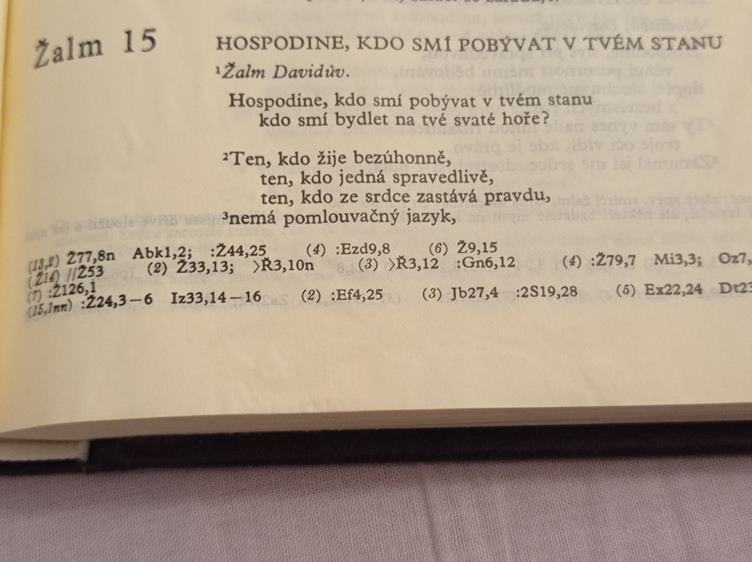 Žalm 15
HOSPODINE, KDO SMÍ POBÝVAT V TVÉM STANU
¹Žalm Davidův.
Hospodine, kdo smí pobývat v tvém stanu
kdo smí bydlet na tvé svaté hoře?
²Ten, kdo žije bezúhonně,
ten, kdo jedná spravedlivě,
ten, kdo ze srdce zastává pravdu,
³nemá pomlouvačný jazyk,
(13,2) Ž77,8n Abk1,2; :Ž44,25 (4) :Ezd9,8 (6) Ž9,15
(Ž14) //Ž53 (2) Ž33,13; >Ř3,10n (3) >Ř3,12 :Gn6,12 (4) :Ž79,7 Mi3,3; Oz7,
(7) :Ž126,1
(15,1nn) :Ž24,3–6 Iz33,14–16 (2) :Ef4,25 (3) Jb27,4 :2S19,28 (5) Ex22,24 Dt23